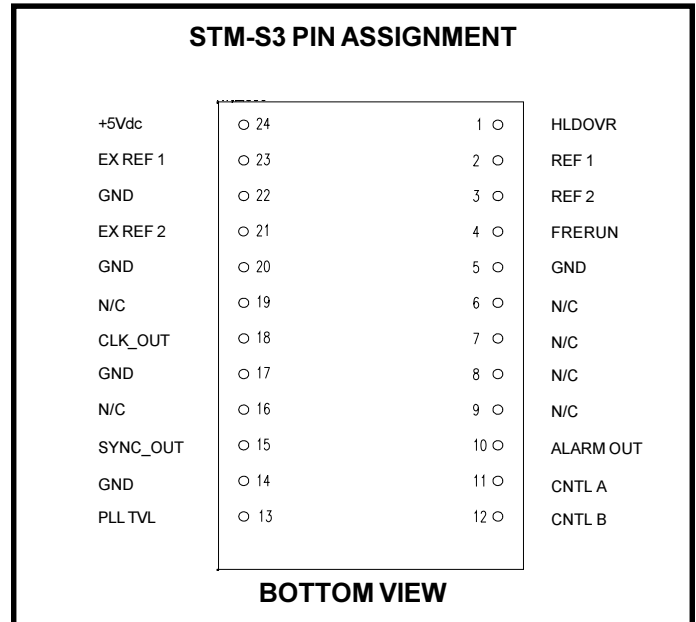 STM-S3 PIN ASSIGNMENT
+5Vdc 24 1 HLDOVR
EX REF 1 23 2 REF 1
GND 22 3 REF 2
EX REF 2 21 4 FRERUN
GND 20 5 GND
N/C 19 6 N/C
CLK_OUT 18 7 N/C
GND 17 8 N/C
N/C 16 9 N/C
SYNC_OUT 15 10 ALARM OUT
GND 14 11 CNTL A
PLL TVL 13 12 CNTL B
BOTTOM VIEW